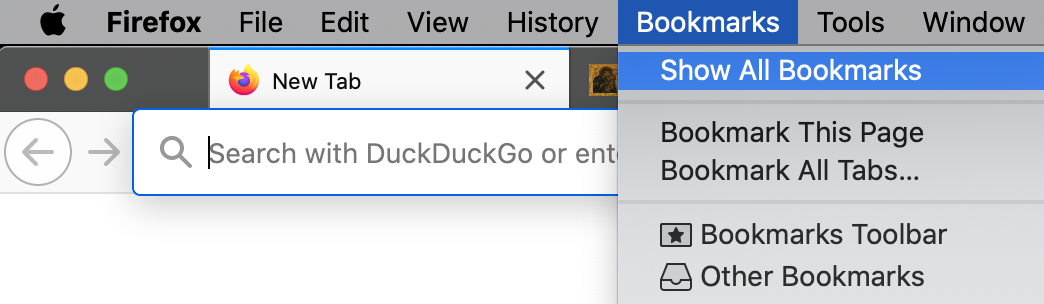 Firefox File Edit View History Bookmarks Tools Window
Show All Bookmarks
New Tab
Bookmark This Page
Search with DuckDuckGo or ent
Bookmark All Tabs...
Bookmarks Toolbar
Other Bookmarks